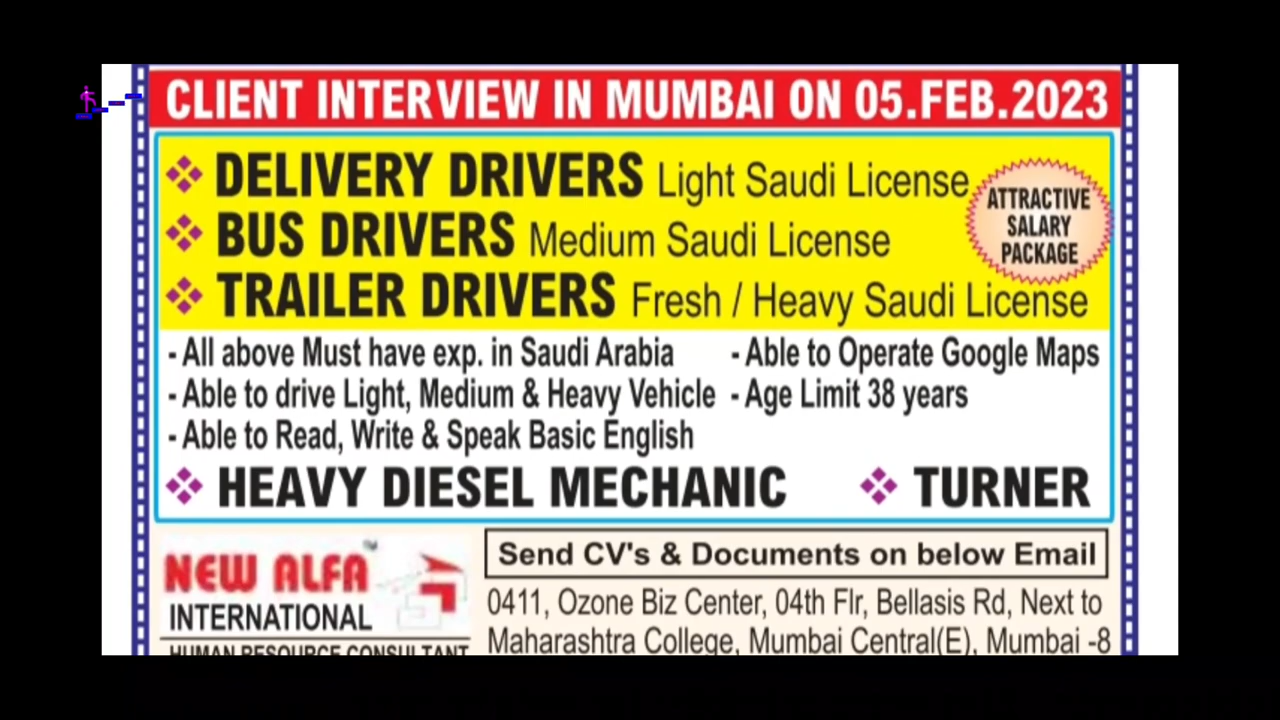 CLIENT INTERVIEW IN MUMBAI ON 05.FEB.2023
❖ DELIVERY DRIVERS Light Saudi License
❖ BUS DRIVERS Medium Saudi License
❖ TRAILER DRIVERS Fresh / Heavy Saudi License
ATTRACTIVE
SALARY
PACKAGE
- All above Must have exp. in Saudi Arabia
- Able to Operate Google Maps
- Able to drive Light, Medium & Heavy Vehicle
- Age Limit 38 years
- Able to Read, Write & Speak Basic English
❖ HEAVY DIESEL MECHANIC ❖ TURNER
NEW ALFA
INTERNATIONAL
HUMAN RESOURCE CONSULTANT
Send CV's & Documents on below Email
0411, Ozone Biz Center, 04th Flr, Bellasis Rd, Next to
Maharashtra College, Mumbai Central(E), Mumbai -8